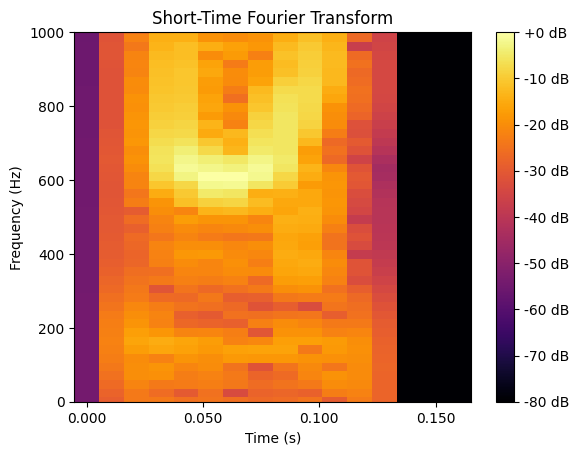 Short-Time Fourier Transform
1000
800
600
400
200
0
Frequency (Hz)
0.000
0.050
0.100
0.150
Time (s)
+0 dB
-10 dB
-20 dB
-30 dB
-40 dB
-50 dB
-60 dB
-70 dB
-80 dB